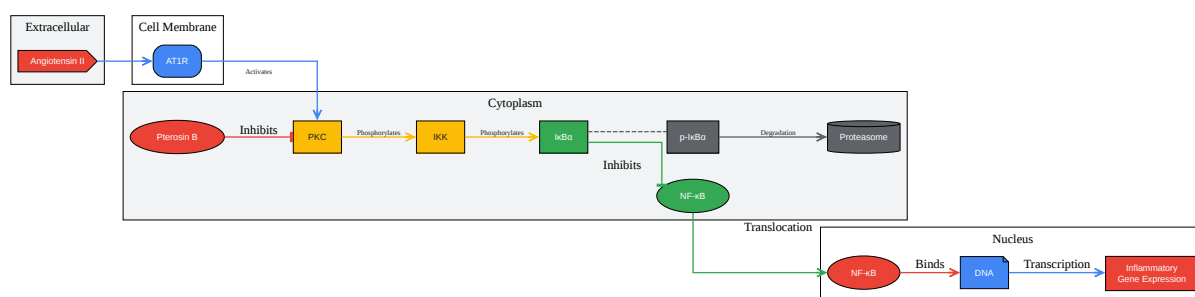 Extracellular
Cell Membrane
Angiotensin II
AT1R
Activates
Cytoplasm
Pterosin B
Inhibits
PKC
Phosphorylates
IKK
Phosphorylates
IκBα
p-IκBα
Degradation
Proteasome
Inhibits
NF-κB
Translocation
Nucleus
NF-κB
Binds
DNA
Transcription
Inflammatory
Gene Expression